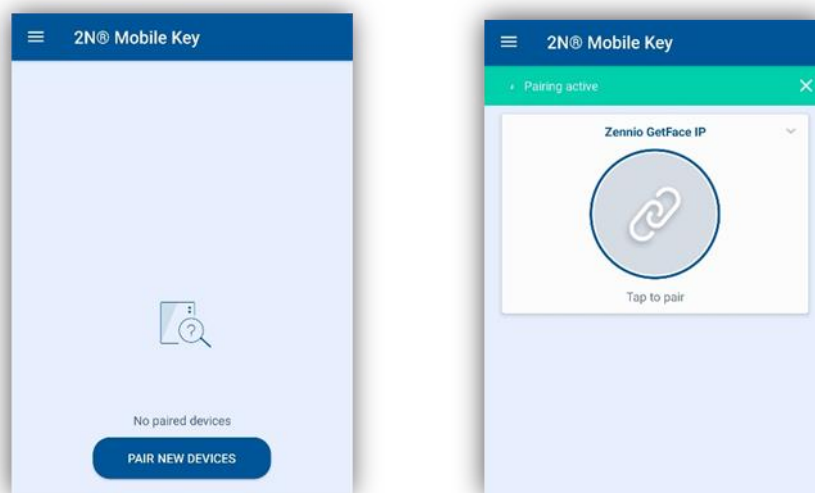 2N® Mobile Key
No paired devices
PAIR NEW DEVICES
2N® Mobile Key
Pairing active
Zennio GetFace IP
Tap to pair